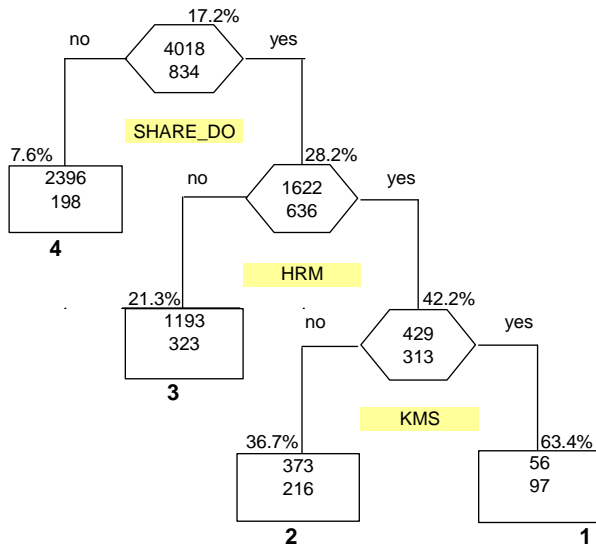 17.2%
no
yes
4018
834
SHARE_DO
7.6%
28.2%
2396
198
no
1622
636
yes
4
HRM
21.3%
42.2%
1193
323
no
429
313
yes
3
KMS
36.7%
63.4%
373
216
56
97
2
1